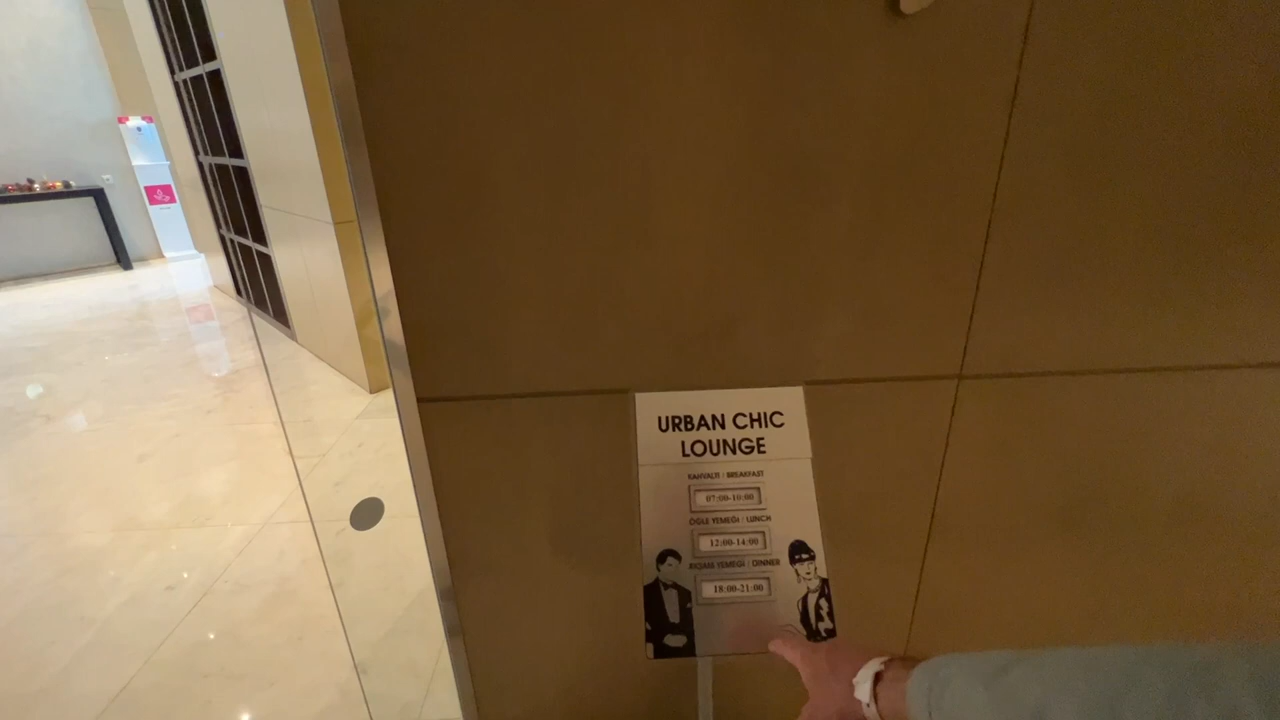 URBAN CHIC
LOUNGE
KAHVALTI / BREAKFAST
07:00-10:00
ÖĞLE YEMEĞİ / LUNCH
12:00-14:00
AKŞAM YEMEĞİ / DINNER
18:00-21:00